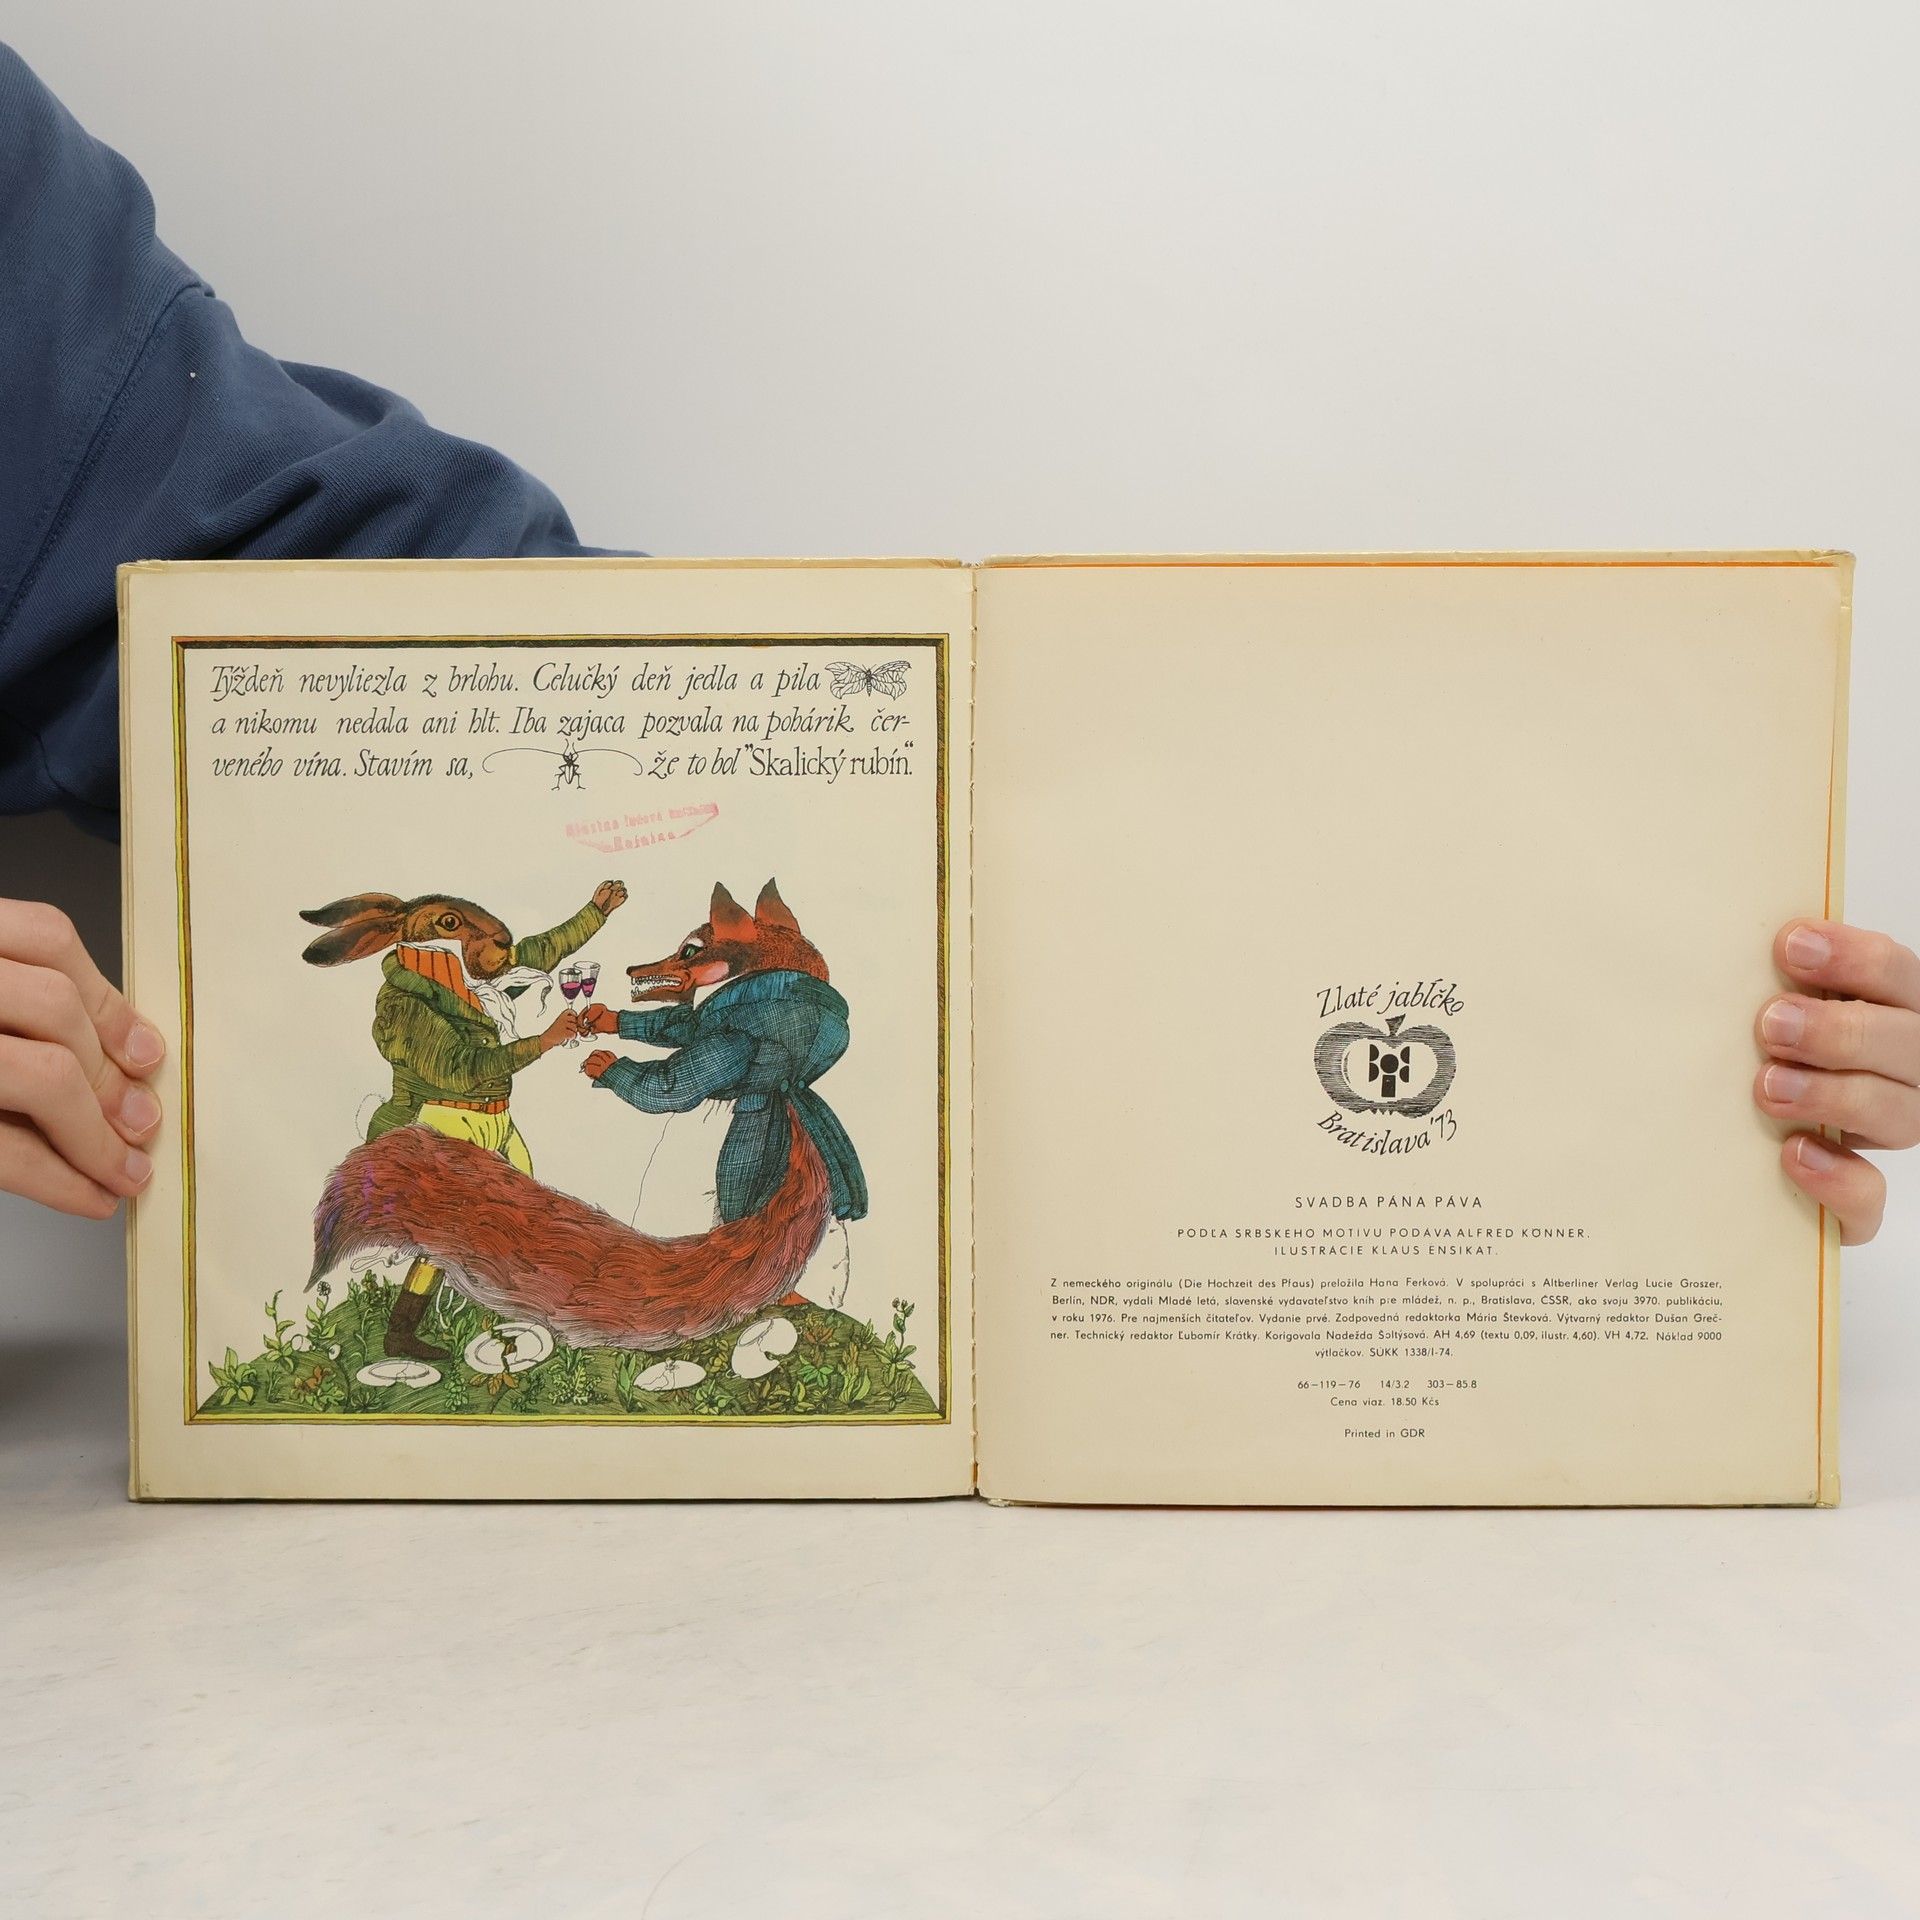 Týždeň nevyliezla z brlohu. Celučký deň jedla a pila
a nikomu nedala ani hlt. Iba zajaca pozvala na pohárik čer-
veného vína. Stavím sa, že to bol "Skalický rubín."
Zlaté jabĺčko
Bratislava '73
SVADBA PÁNA PÁVA
PODĽA SRBSKÉHO MOTÍVU PODÁVA ALFRED KÖNNER.
ILUSTRÁCIE KLAUS ENSIKAT.
Z nemeckého originálu (Die Hochzeit des Pfaus) preložila Hana Ferková. V spolupráci s Altberliner Verlag Lucie Groszer,
Berlín, NDR, vydali Mladé letá, slovenské vydavateľstvo kníh pre mládež, n. p., Bratislava, ČSSR, ako svoju 3970. publikáciu,
v roku 1976. Pre najmenších čitateľov. Vydanie prvé. Zodpovedná redaktorka Mária Števková. Výtvarný redaktor Dušan Greč-
ner. Technický redaktor Ľubomír Krátky. Korigovala Nadežda Šoltýsová. AH 4,69 (textu 0,09, ilustr. 4,60). VH 4,72. Náklad 9000
výtlačkov. SÚKK 1338/I-74.
66–119–76 14/3.2 303–85.8
Cena viaz. 18.50 Kčs
Printed in GDR